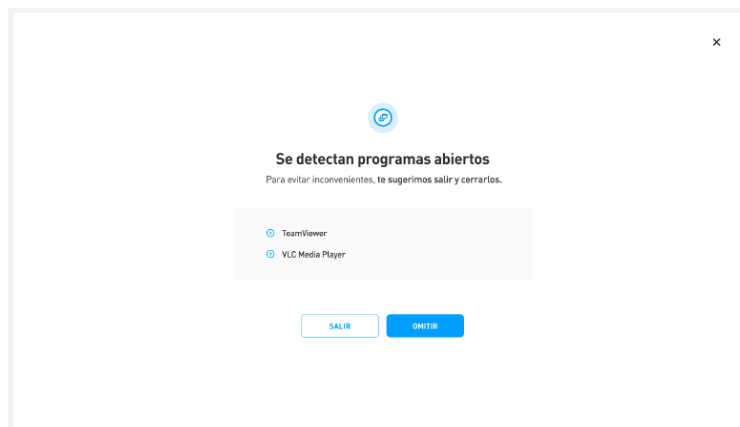 Se detectan programas abiertos
Para evitar inconvenientes, te sugerimos salir y cerrarlos.
TeamViewer
VLC Media Player
SALIR
OMITIR